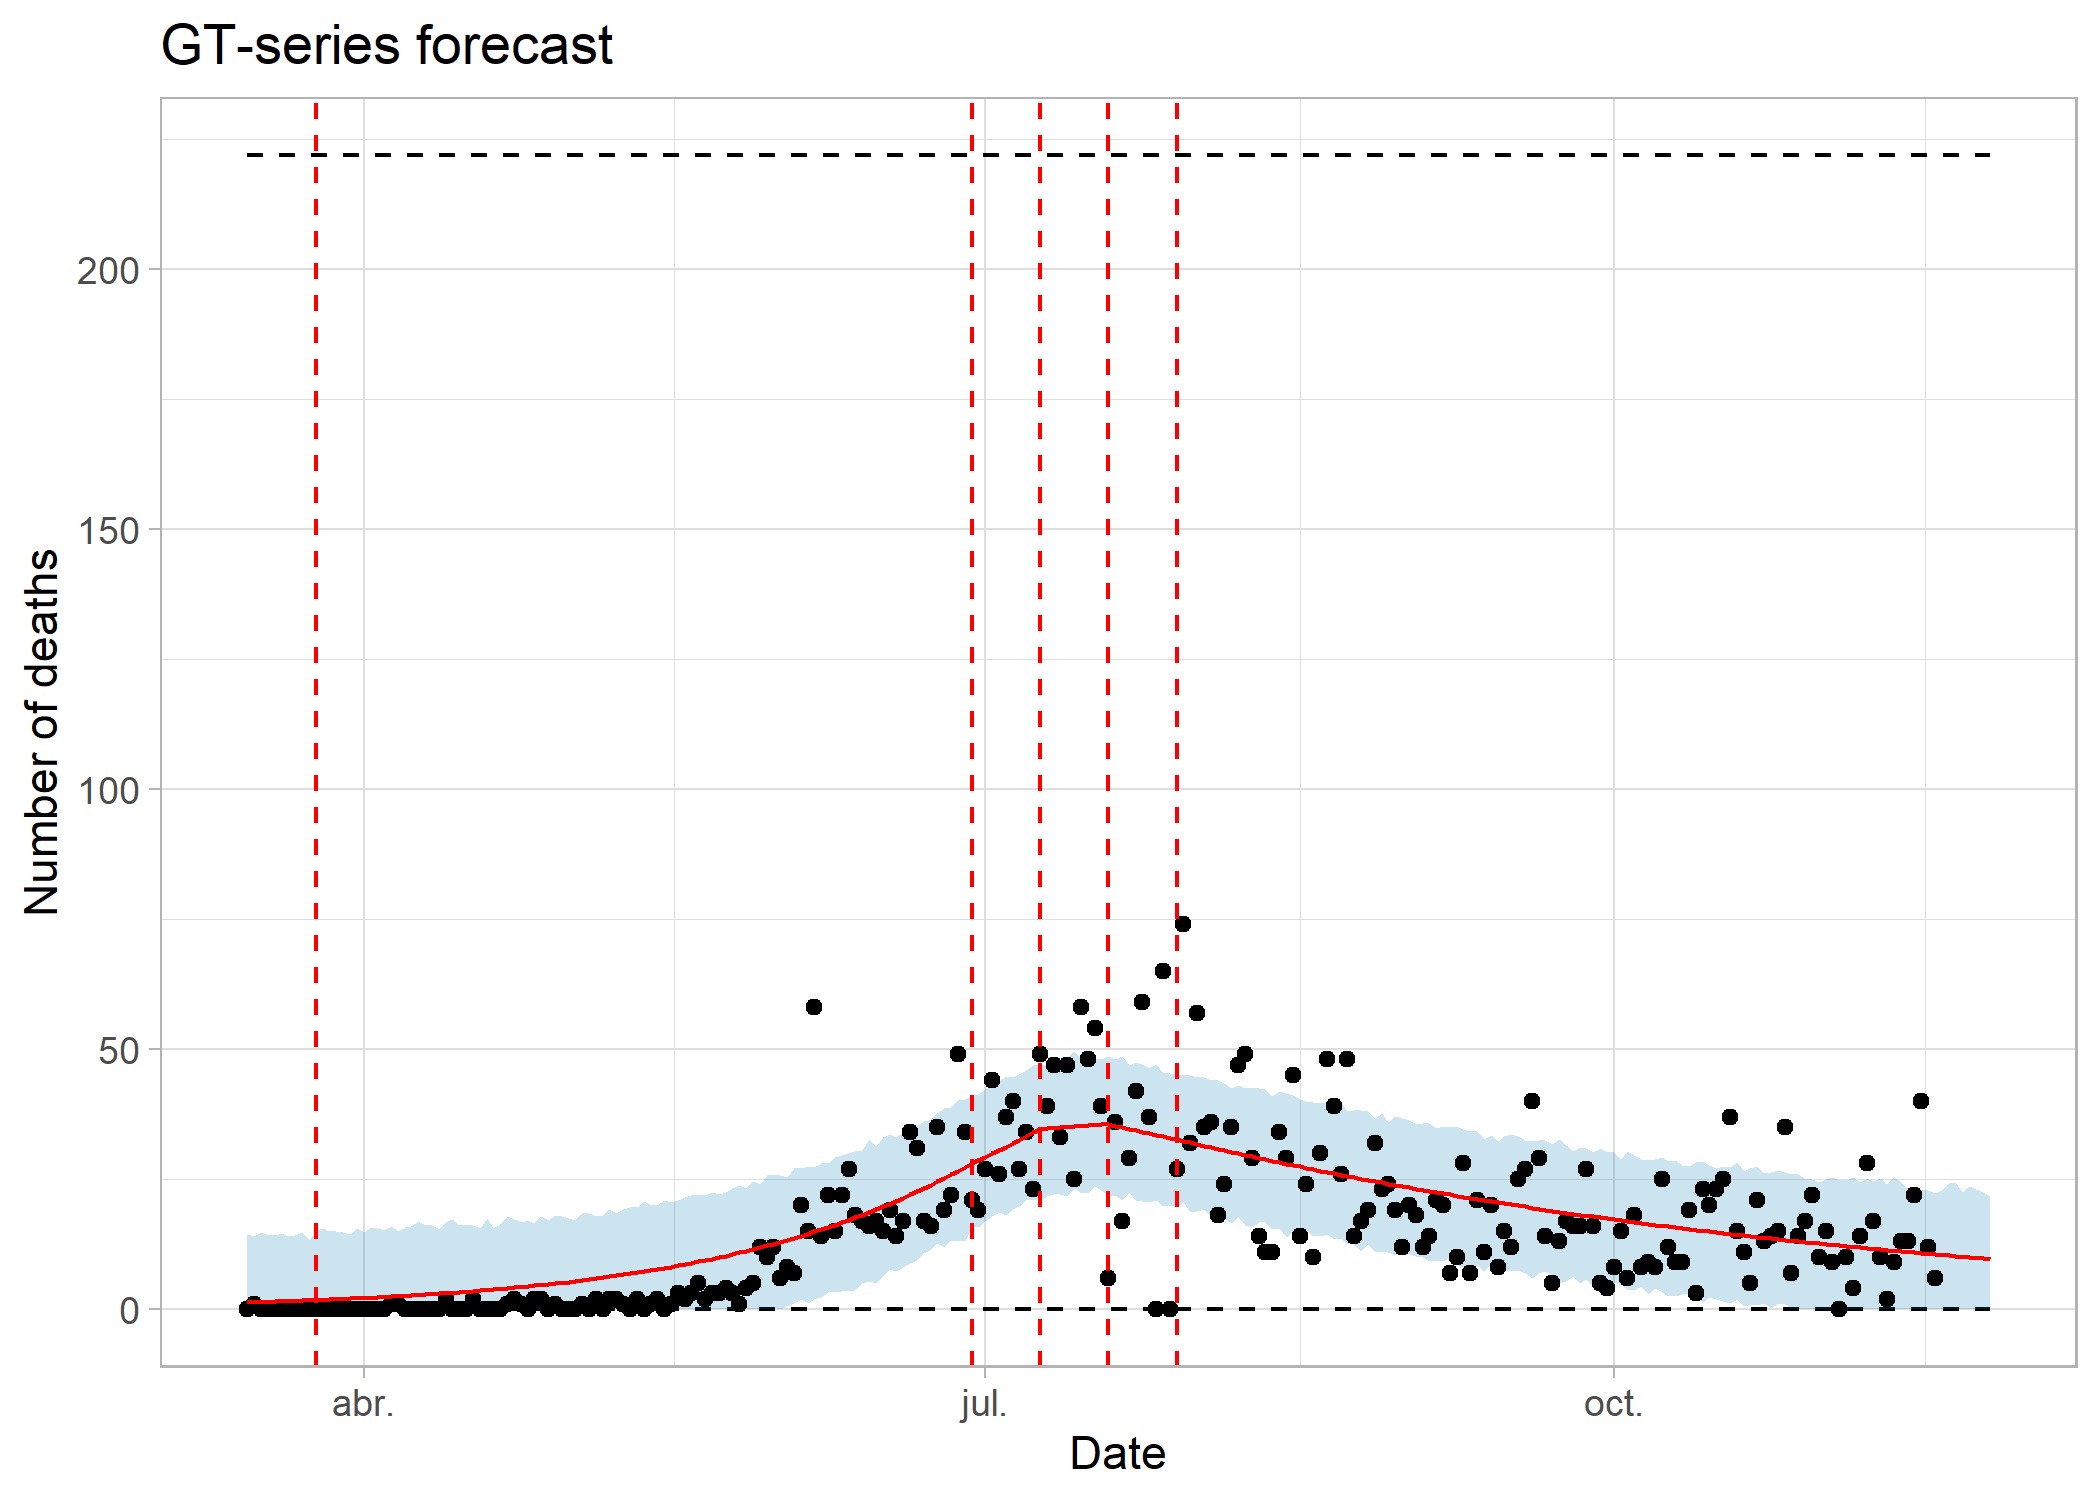 GT-series forecast
Number of deaths
200
150
100
50
0
abr.
jul.
oct.
Date